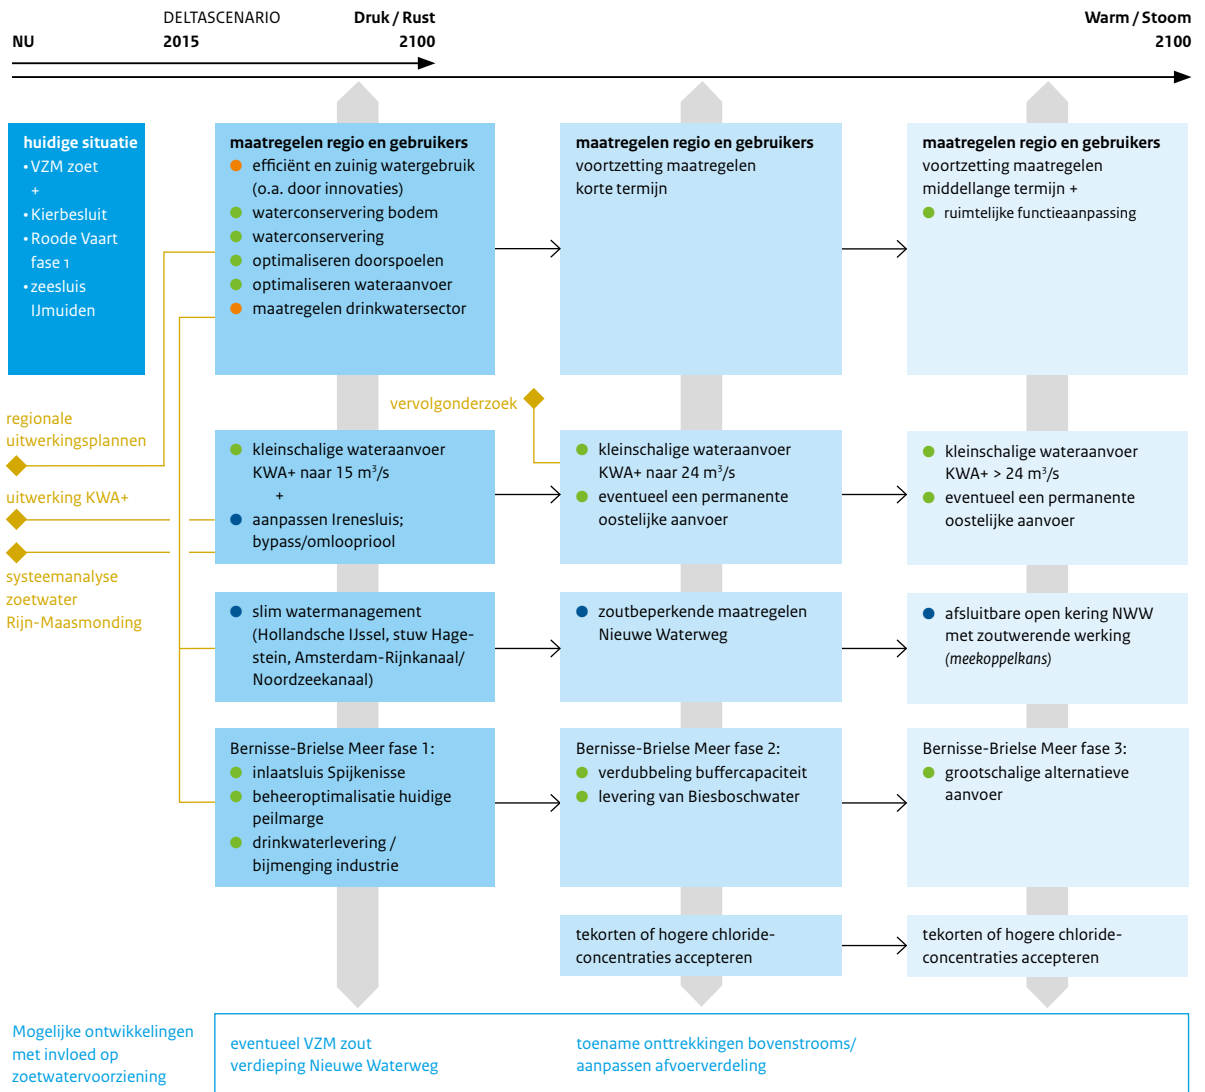 DELTASCENARIO
Druk / Rust
Warm / Stoom
NU
2015
2100
2100
huidige situatie
• VZM zoet
+
• Kierbesluit
• Roode Vaart
fase 1
• zeesluis
IJmuiden
maatregelen regio en gebruikers
efficiënt en zuinig watergebruik
(o.a. door innovaties)
waterconservering bodem
waterconservering
optimaliseren doorspoelen
optimaliseren wateraanvoer
maatregelen drinkwatersector
maatregelen regio en gebruikers
voortzetting maatregelen
korte termijn
maatregelen regio en gebruikers
voortzetting maatregelen
middellange termijn +
ruimtelijke functieaanpassing
vervolgonderzoek
regionale
uitwerkingsplannen
uitwerking KWA+
systeemanalyse
zoetwater
Rijn-Maasmonding
kleinschalige wateraanvoer
KWA+ naar 15 m³/s
+
aanpassen Irenesluis;
bypass/omloopriool
kleinschalige wateraanvoer
KWA+ naar 24 m³/s
eventueel een permanente
oostelijke aanvoer
kleinschalige wateraanvoer
KWA+ > 24 m³/s
eventueel een permanente
oostelijke aanvoer
slim watermanagement
(Hollandsche IJssel, stuw Hage-
stein, Amsterdam-Rijnkanaal/
Noordzeekanaal)
zoutbeperkende maatregelen
Nieuwe Waterweg
afsluitbare open kering NWW
met zoutwerende werking
(meekoppelkans)
Bernisse-Brielse Meer fase 1:
inlaatsluis Spijkenisse
beheeroptimalisatie huidige
peilmarge
drinkwaterlevering /
bijmenging industrie
Bernisse-Brielse Meer fase 2:
verdubbeling buffercapaciteit
levering van Biesboschwater
Bernisse-Brielse Meer fase 3:
grootschalige alternatieve
aanvoer
tekorten of hogere chloride-
concentraties accepteren
tekorten of hogere chloride-
concentraties accepteren
Mogelijke ontwikkelingen
met invloed op
zoetwatervoorziening
eventueel VZM zout
verdieping Nieuwe Waterweg
toename onttrekkingen bovenstrooms/
aanpassen afvoerverdeling